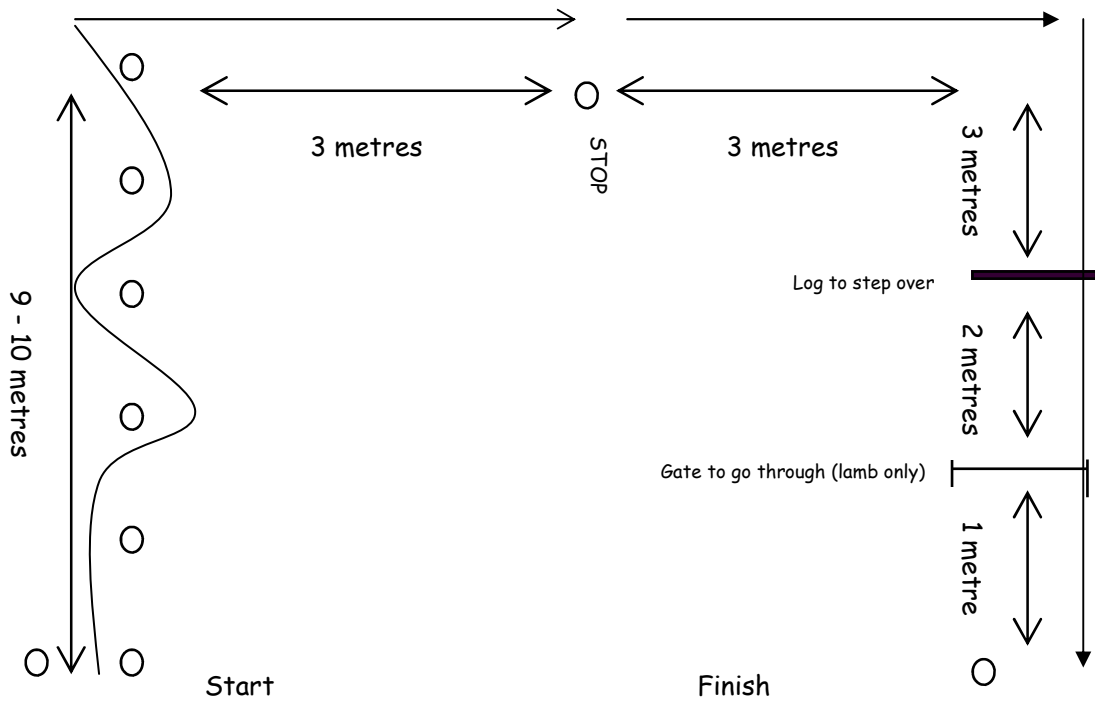 3 metres
3 metres
STOP
3 metres
Log to step over
9 - 10 metres
2 metres
Gate to go through (lamb only)
1 metre
Start
Finish